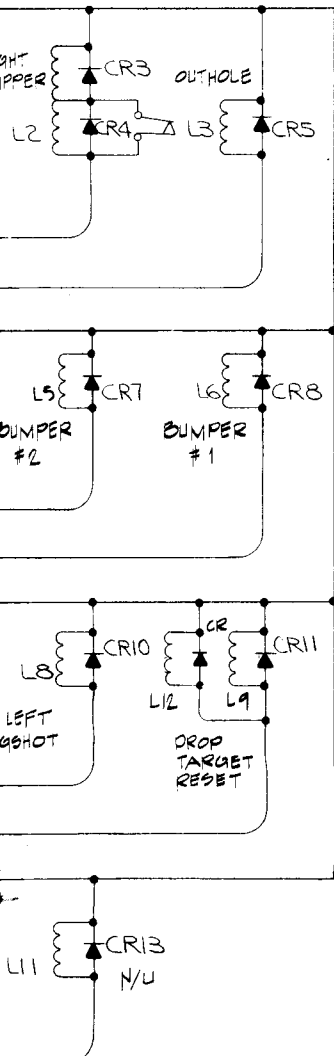 CR3
OUTHOLE
L2
CR4
L3
CR5
L5
CR7
L6
CR8
BUMPER
#2
BUMPER
#1
L8
CR10
CR
L12
L9
CR11
LEFT
DROP
TARGET
RESET
L11
CR13
N/U